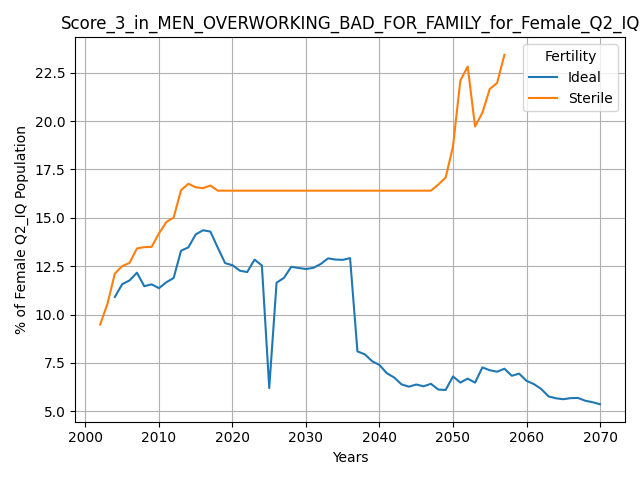 Score_3_in_MEN_OVERWORKING_BAD_FOR_FAMILY_for_Female_Q2_IQ
Fertility
Ideal
Sterile
% of Female Q2_IQ Population
22.5
20.0
17.5
15.0
12.5
10.0
7.5
5.0
2000 2010 2020 2030 2040 2050 2060 2070
Years